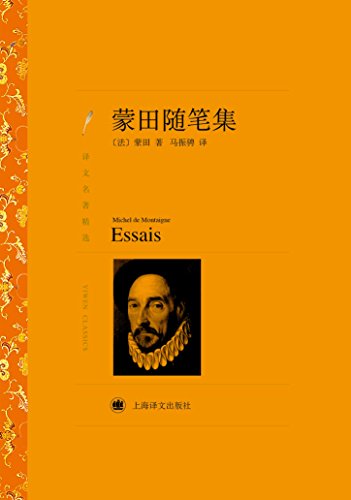 蒙田随笔集
〔法〕蒙田 著 马振骋 译
译文名著精选
YIWEN CLASSICS
Michel de Montaigne
Essais
上海译文出版社